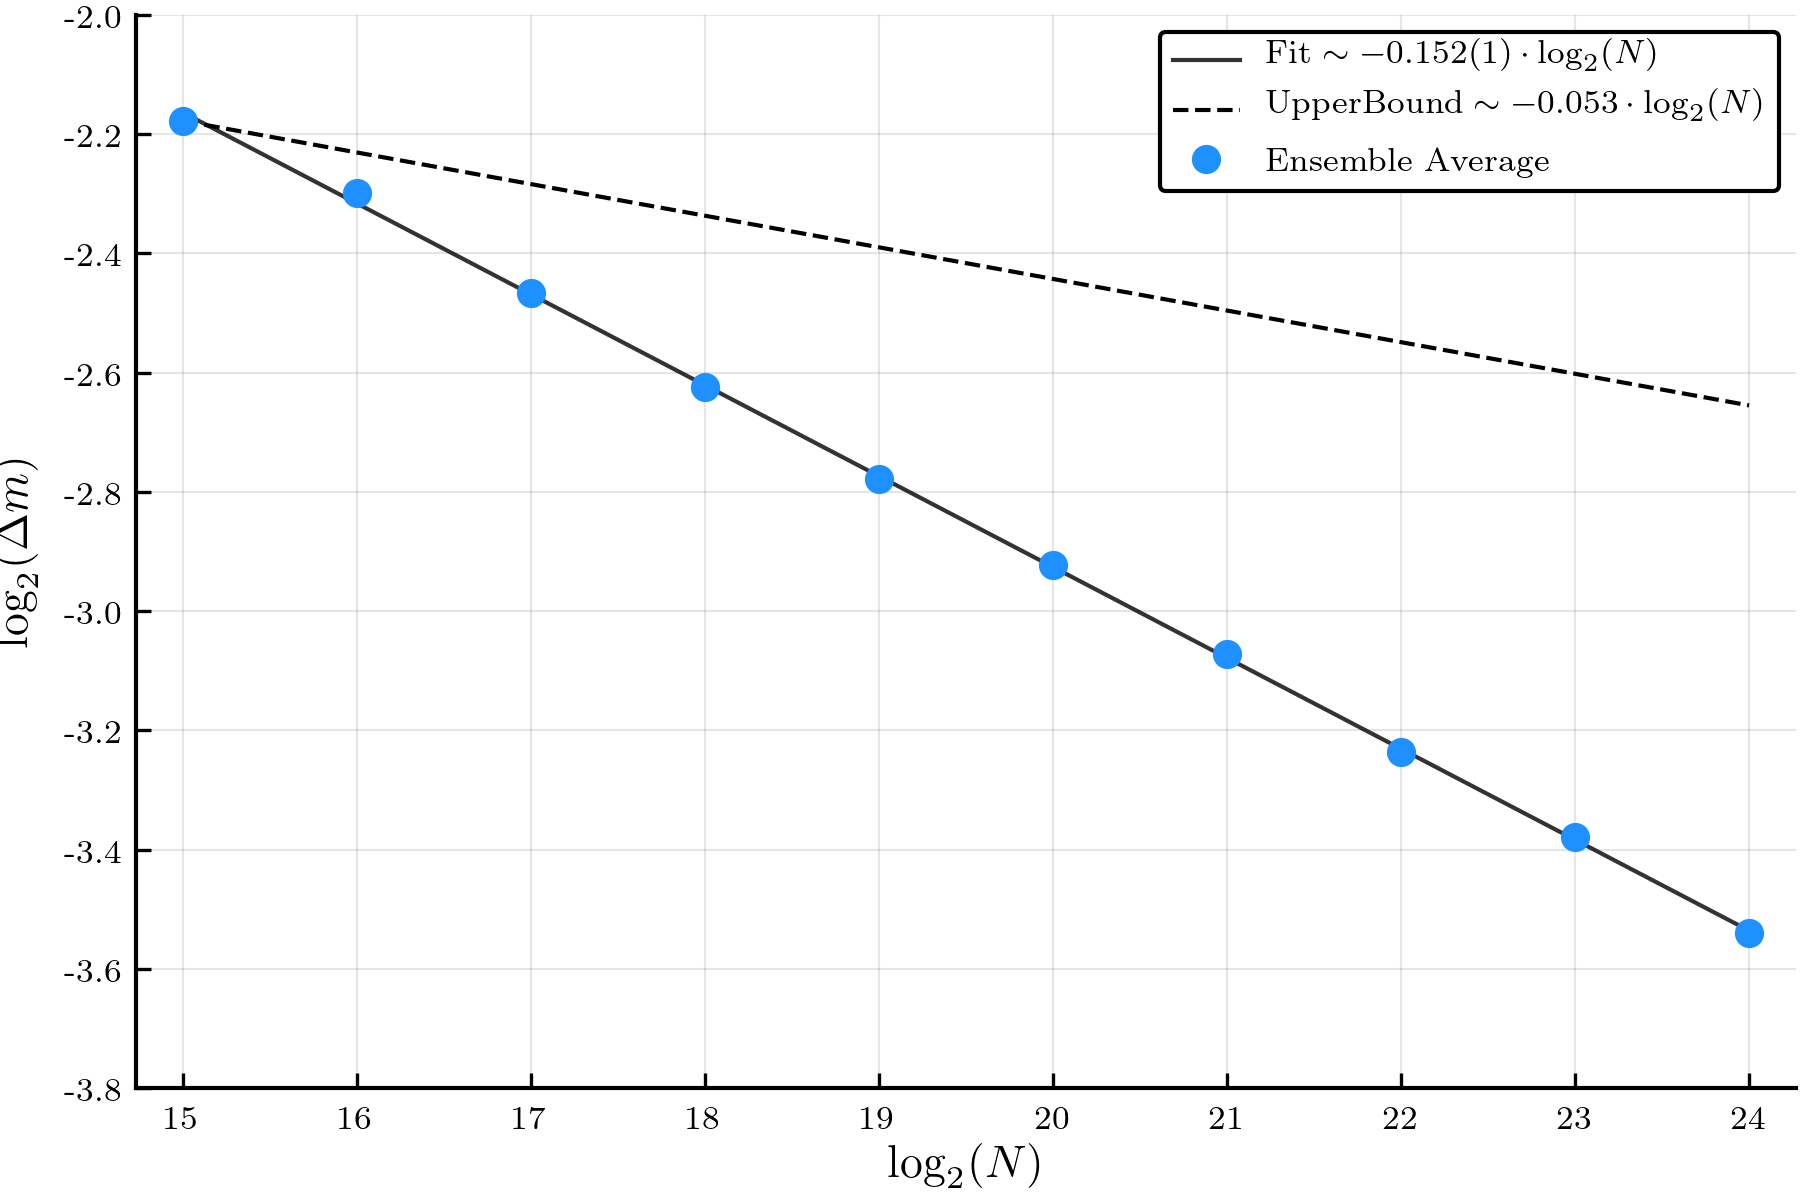 -2.0
-2.2
-2.4
-2.6
-2.8
-3.0
-3.2
-3.4
-3.6
-3.8
log₂(Δm)
Fit ∼ −0.152(1) · log₂(N)
UpperBound ∼ −0.053 · log₂(N)
Ensemble Average
15 16 17 18 19 20 21 22 23 24
log₂(N)